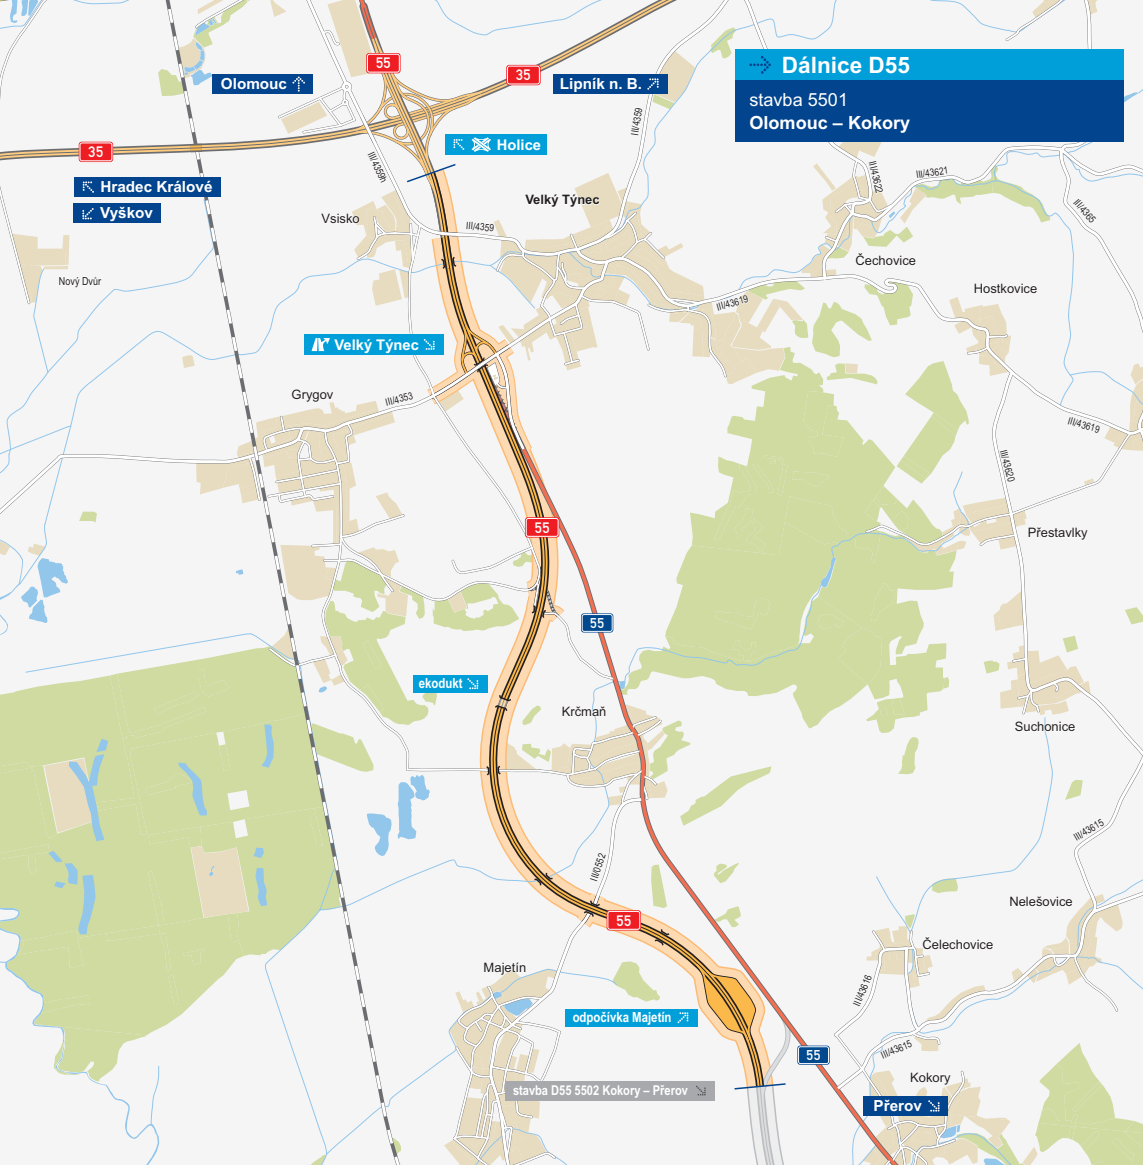 55
35
Olomouc
Lipník n. B.
Dálnice D55
stavba 5501
Olomouc – Kokory
35
Holice
III/4359
III/4359h
III/43622
III/43621
Hradec Králové
Vyškov
Velký Týnec
III/4365
Vsisko
III/4359
Čechovice
Nový Dvůr
Hostkovice
III/43619
Velký Týnec
Grygov
III/4353
III/43619
III/43620
55
Přestavlky
55
ekodukt
Krčmaň
Suchonice
III/43615
III/0552
Nelešovice
55
Čelechovice
Majetín
III/43616
odpočívka Majetín
III/43615
55
Kokory
stavba D55 5502 Kokory – Přerov
Přerov